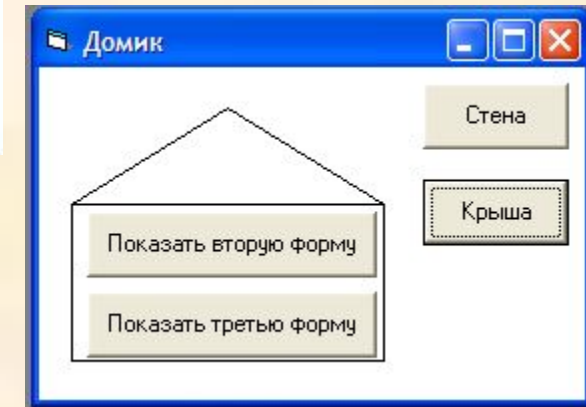 Домик
Стена
Крыша
Показать вторую форму
Показать третью форму